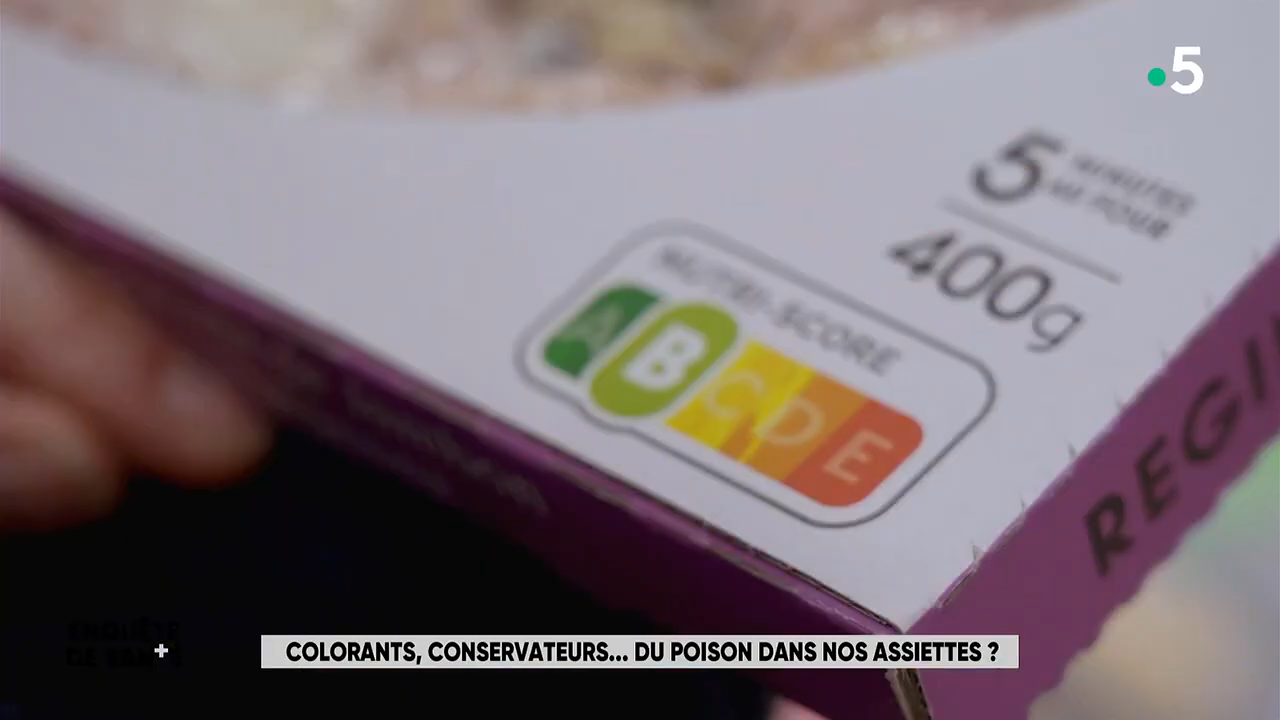 5
5
MINUTES
AU FOUR
400g
NUTRI-SCORE
A B C D E
REGI
ENQUÊTE
DE SANTÉ
+
COLORANTS, CONSERVATEURS... DU POISON DANS NOS ASSIETTES ?